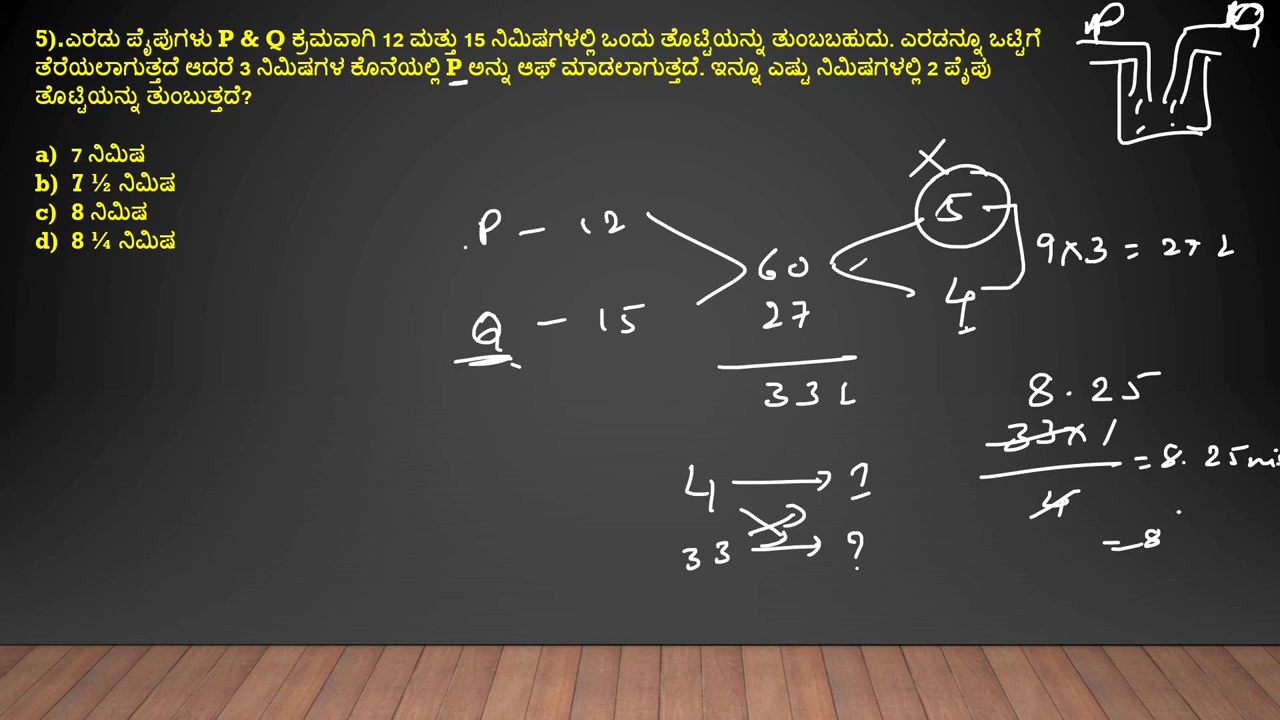 5).ಎರಡು ಪೈಪುಗಳು P & Q ಕ್ರಮವಾಗಿ 12 ಮತ್ತು 15 ನಿಮಿಷಗಳಲ್ಲಿ ಒಂದು ತೊಟ್ಟಿಯನ್ನು ತುಂಬಬಹುದು. ಎರಡನ್ನೂ ಒಟ್ಟಿಗೆ
ತೆರೆಯಲಾಗುತ್ತದೆ ಆದರೆ 3 ನಿಮಿಷಗಳ ಕೊನೆಯಲ್ಲಿ P ಅನ್ನು ಆಫ್ ಮಾಡಲಾಗುತ್ತದೆ. ಇನ್ನೂ ಎಷ್ಟು ನಿಮಿಷಗಳಲ್ಲಿ 2 ಪೈಪು
ತೊಟ್ಟಿಯನ್ನು ತುಂಬುತ್ತದೆ?
a) 7 ನಿಮಿಷ
b) 7 ½ ನಿಮಿಷ
c) 8 ನಿಮಿಷ
d) 8 ¼ ನಿಮಿಷ
P Q
P – 12
Q – 15
60
27
33 L
5
4
9 x 3 = 27 L
4 → ?
33 → ?
8.25
33 x 1
4
= 8.25 mi
= 8